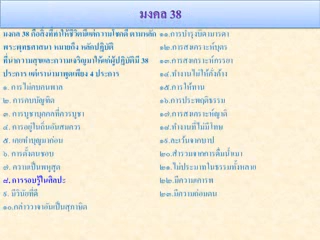 มงคล 38
มงคล 38 คือสิ่งที่ทำให้ชีวิตมีแต่ความโชคดี ตามหลัก
พระพุทธศาสนา หมายถึง หลักปฏิบัติ
ที่นำความสุขและความเจริญมาให้แก่ผู้ปฏิบัติมี 38
ประการ แต่เรานำมาพูดเพียง 4 ประการ
๑. การไม่คบคนพาล
๒. การคบบัณฑิต
๓. การบูชาบุคคลที่ควรบูชา
๔. การอยู่ในถิ่นอันสมควร
๕. เคยทำบุญมาก่อน
๖. การตั้งตนชอบ
๗. ความเป็นพหูสูต
๘. การรอบรู้ในศิลปะ
๙. มีวินัยที่ดี
๑๐.กล่าววาจาอันเป็นสุภาษิต
๑๑.การบำรุงบิดามารดา
๑๒.การสงเคราะห์บุตร
๑๓.การสงเคราะห์ภรรยา
๑๔.ทำงานไม่ให้คั่งค้าง
๑๕.การให้ทาน
๑๖.การประพฤติธรรม
๑๗.การสงเคราะห์ญาติ
๑๘.ทำงานที่ไม่มีโทษ
๑๙.ละเว้นจากบาป
๒๐.สำรวมจากการดื่มน้ำเมา
๒๑.ไม่ประมาทในธรรมทั้งหลาย
๒๒.มีความเคารพ
๒๓.มีความถ่อมตน